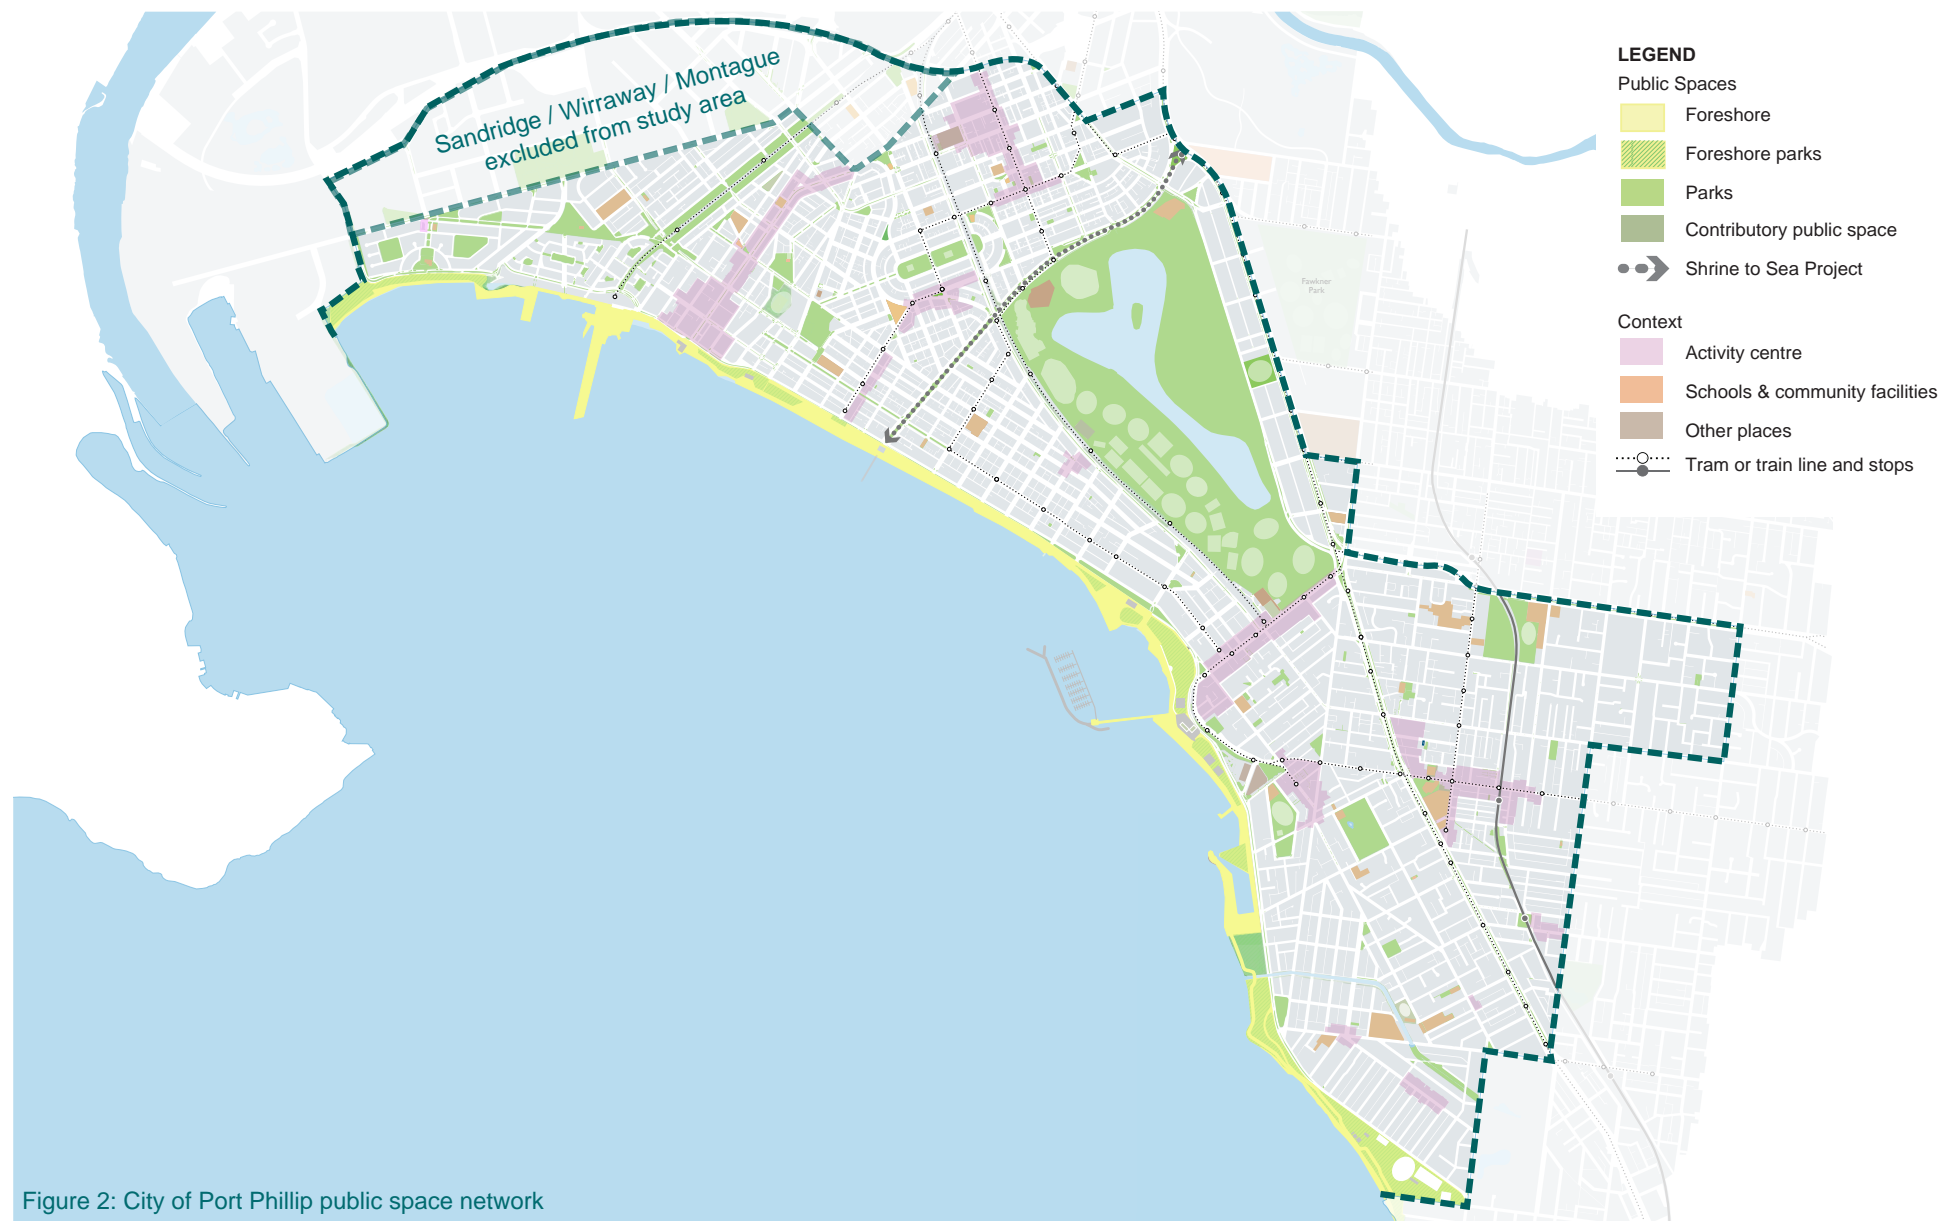 Sandridge / Wirraway / Montague
excluded from study area
Fawkner
Park
LEGEND
Public Spaces
Foreshore
Foreshore parks
Parks
Contributory public space
Shrine to Sea Project
Context
Activity centre
Schools & community facilities
Other places
Tram or train line and stops
Figure 2: City of Port Phillip public space network